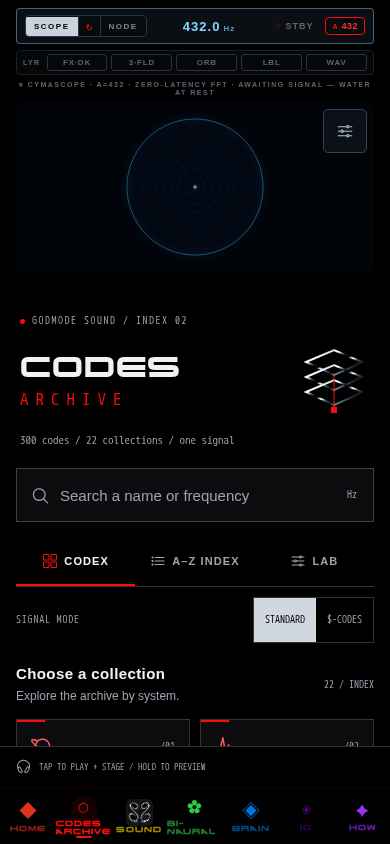 SCOPE ↻ NODE 432.0 Hz STBY A 432
LYR FX·DK 3-FLD ORB LBL WAV
CYMASCOPE · A=432 · ZERO-LATENCY FFT · AWAITING SIGNAL — WATER
AT REST
GODMODE SOUND / INDEX 02
CODES
ARCHIVE
300 codes / 22 collections / one signal
Search a name or frequency Hz
CODEX A–Z INDEX LAB
SIGNAL MODE STANDARD $-CODES
Choose a collection
Explore the archive by system. 22 / INDEX
TAP TO PLAY + STAGE / HOLD TO PREVIEW
HOME CODES ARCHIVE SOUND BI-NAURAL BRAIN IC HOW